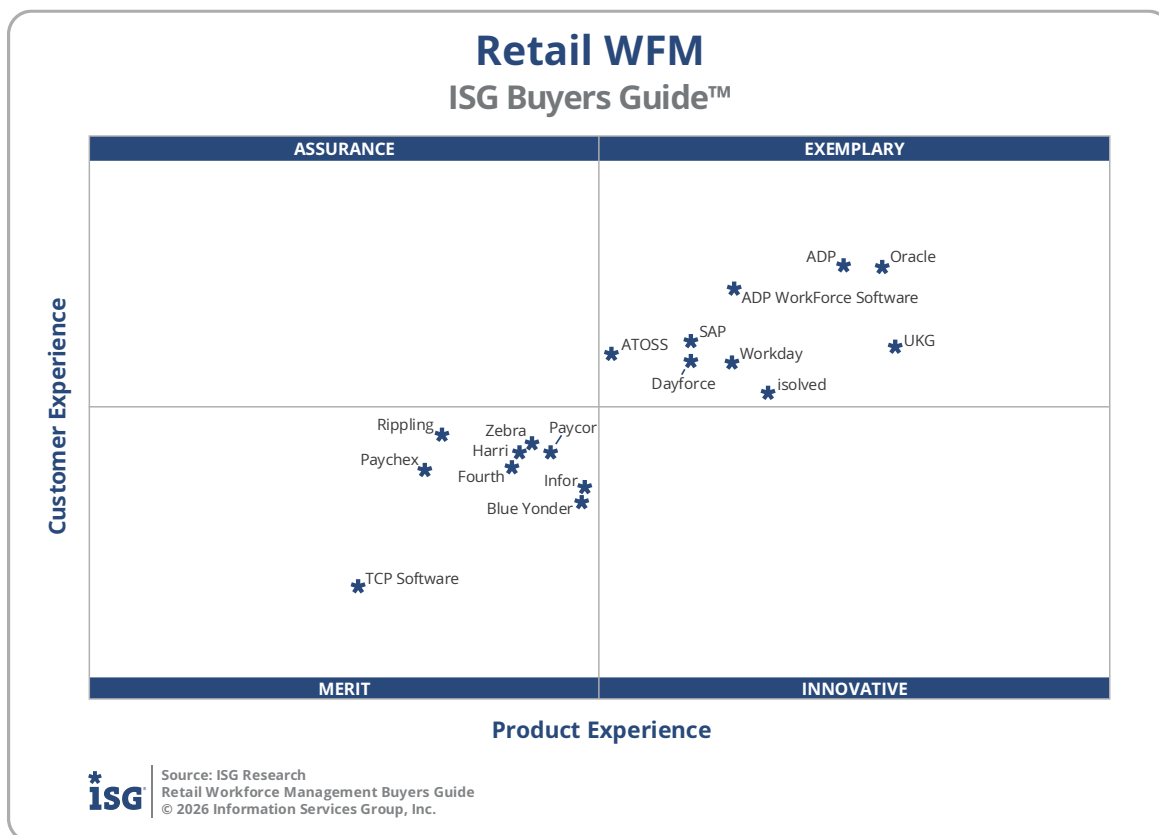 Retail WFM
ISG Buyers Guide™
ASSURANCE
EXEMPLARY
ADP
Oracle
ADP WorkForce Software
SAP
UKG
ATOSS
Workday
Dayforce
isolved
Customer Experience
Rippling
Zebra
Paycor
Harri
Paychex
Fourth
Infor
Blue Yonder
TCP Software
MERIT
INNOVATIVE
Product Experience
ISG
Source: ISG Research
Retail Workforce Management Buyers Guide
© 2026 Information Services Group, Inc.